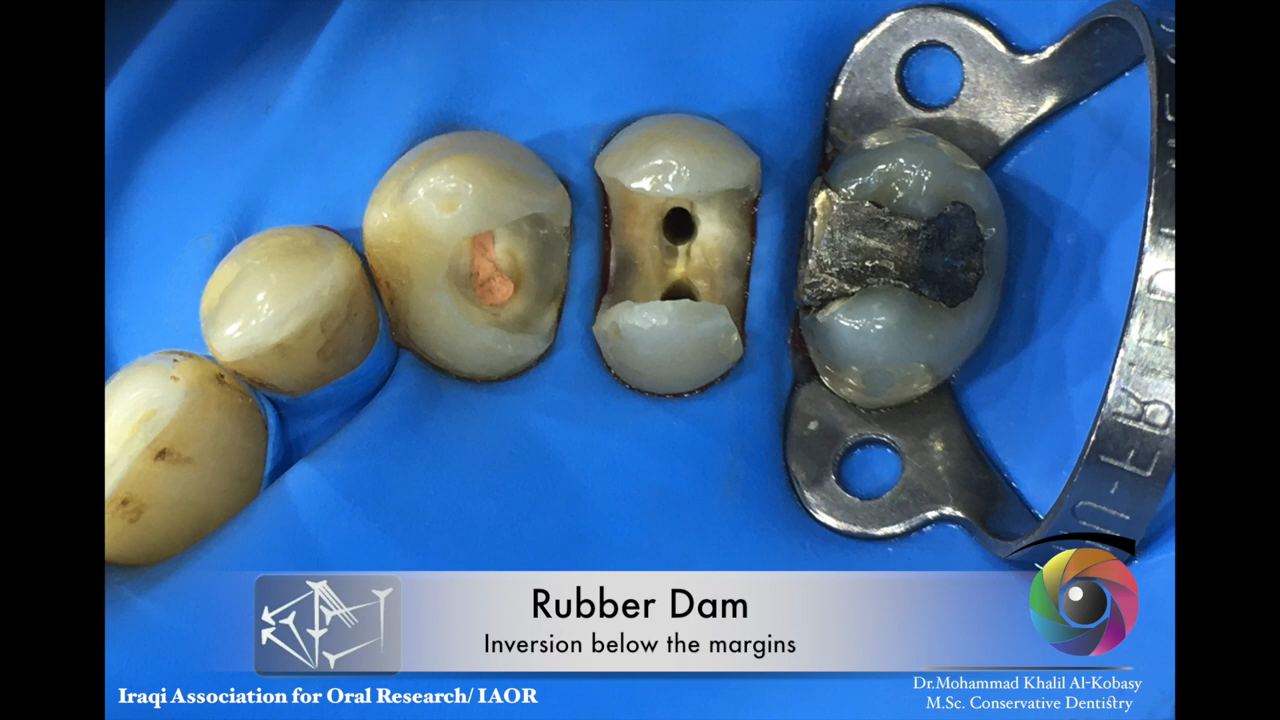 Rubber Dam
Inversion below the margins
Iraqi Association for Oral Research/ IAOR
Dr.Mohammad Khalil Al-Kobasy
M.Sc. Conservative Dentistry